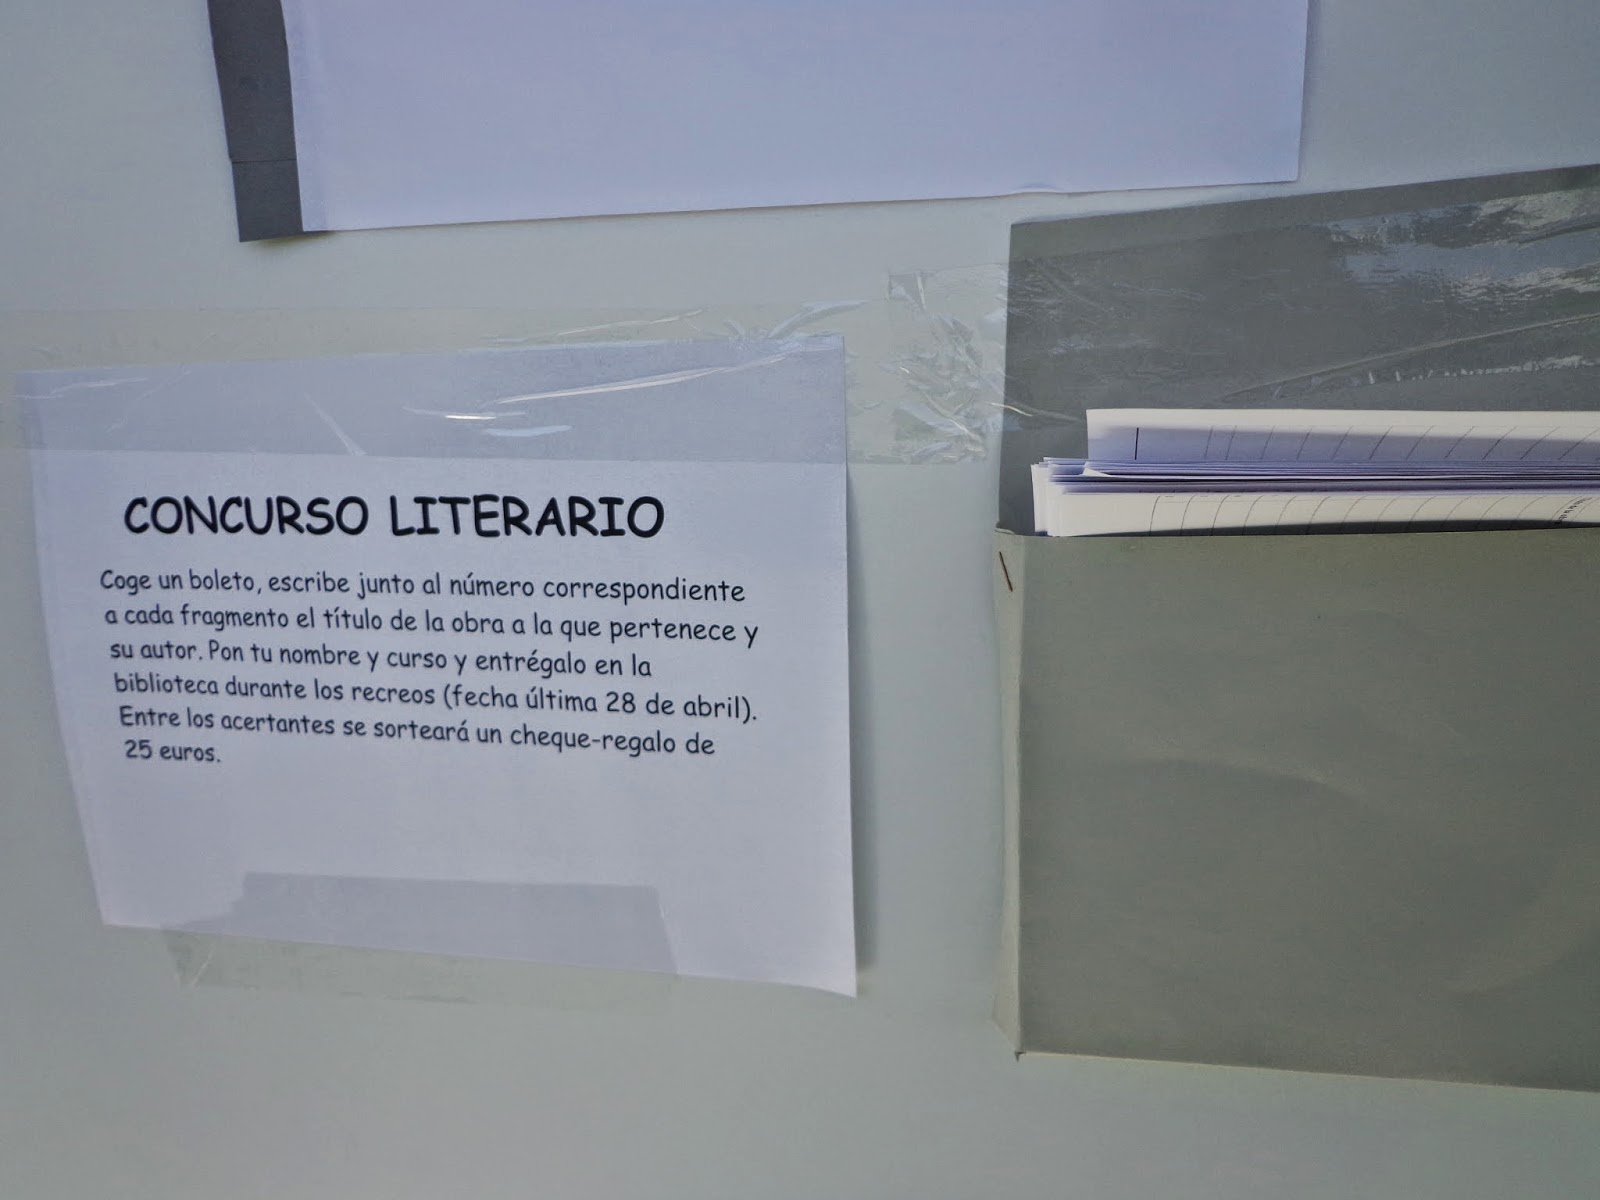 CONCURSO LITERARIO
Coge un boleto, escribe junto al número correspondiente
a cada fragmento el título de la obra a la que pertenece y
su autor. Pon tu nombre y curso y entrégalo en la
biblioteca durante los recreos (fecha última 28 de abril).
Entre los acertantes se sorteará un cheque-regalo de
25 euros.